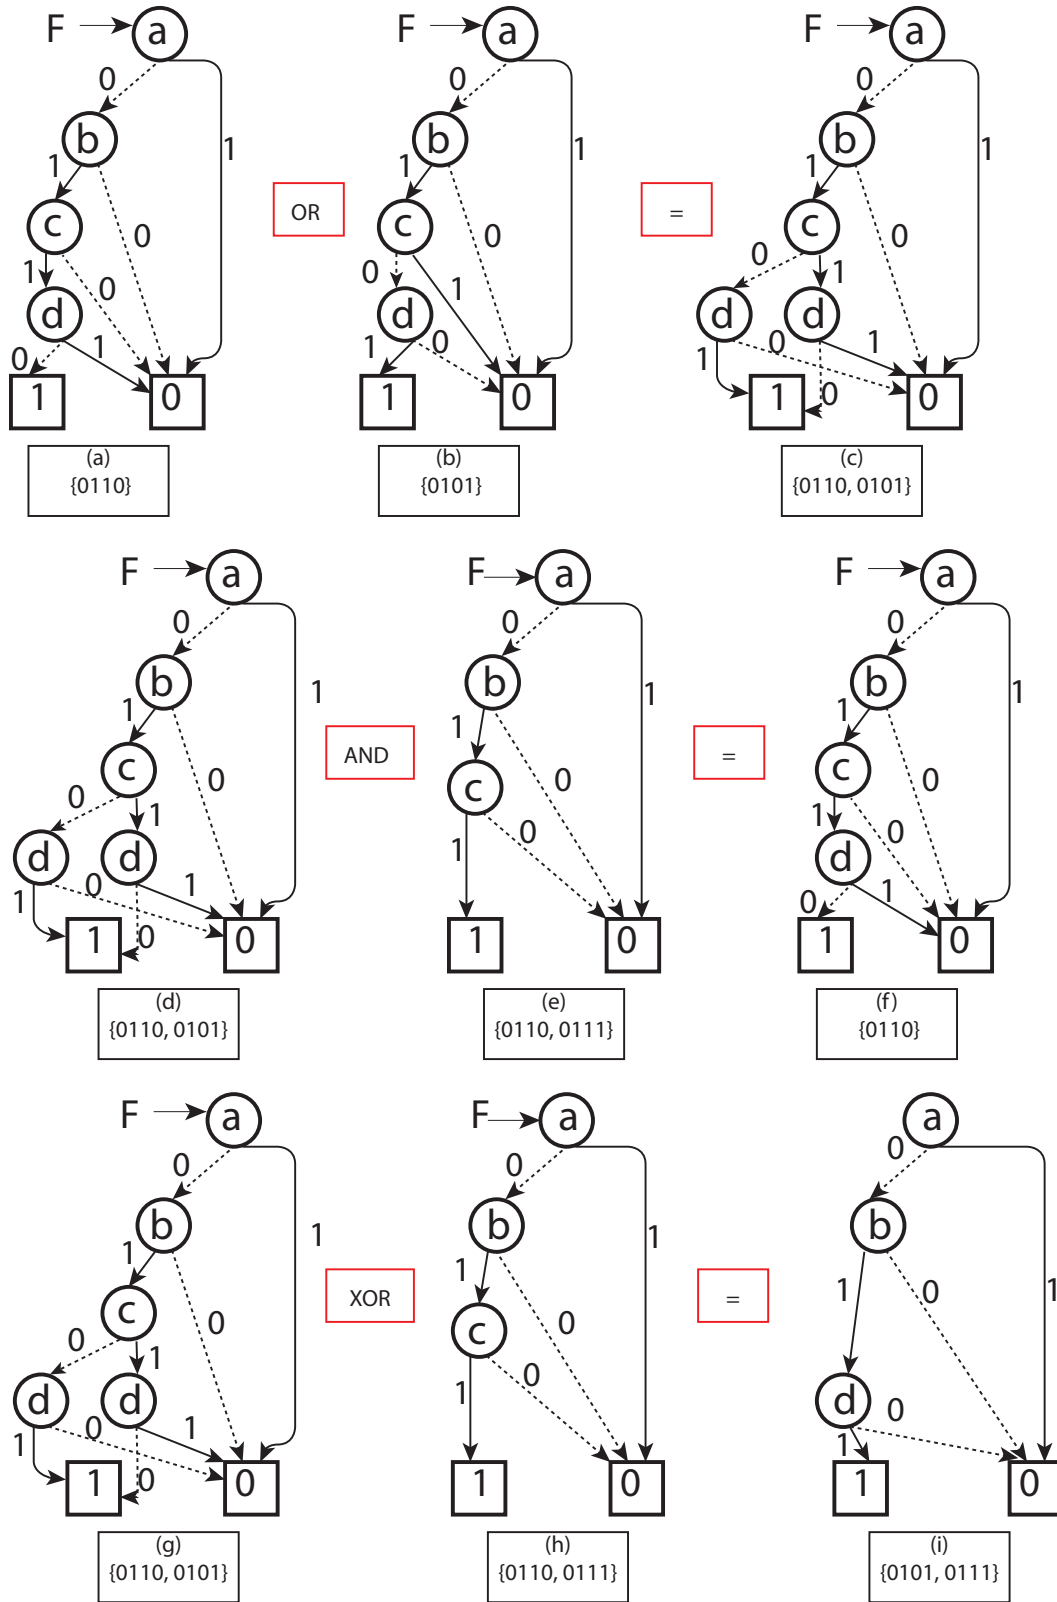 F a F a F a
0 0 0
b b b
1 1 1 1 1 1
OR =
c c c
0 0 0
1 0 0 1 0 1
d d d d
0 1 1 0 1 0 1
1 0 1 0 1 0 0
(a) (b) (c)
{0110} {0101} {0110, 0101}
F a F a F a
0 0 0
b b b
1 1 1 1 1 1
AND =
c 0 c 0 c 0
0 1 0 1 0
d d 1 d
1 0 1 0 1
1 0 0 1 0 1 0
(d) (e) (f)
{0110, 0101} {0110, 0111} {0110}
F a F a a
0 0 0
b b b
1 1 1 1 1 1
XOR =
c 0 c 0 0
0 1 0
d d 1 d 0
1 0 1 1
1 0 0 1 0 1 0
(g) (h) (i)
{0110, 0101} {0110, 0111} {0101, 0111}